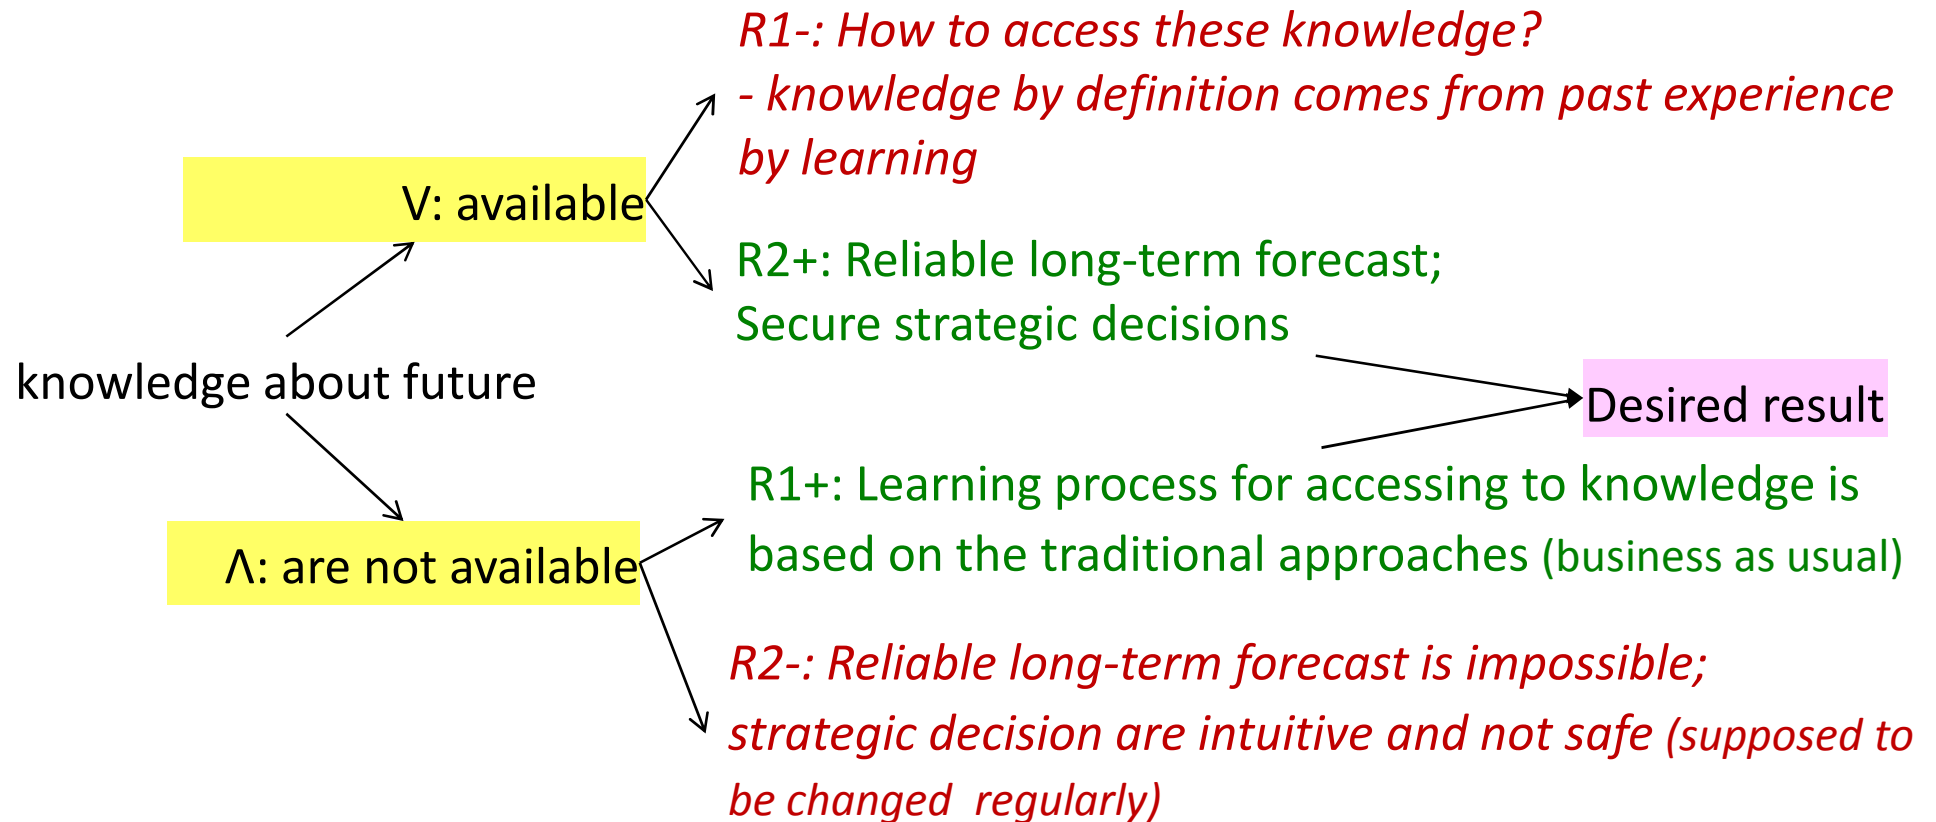 R1-: How to access these knowledge?
- knowledge by definition comes from past experience
by learning
V: available
R2+: Reliable long-term forecast;
Secure strategic decisions
knowledge about future
Desired result
R1+: Learning process for accessing to knowledge is
based on the traditional approaches (business as usual)
Λ: are not available
R2-: Reliable long-term forecast is impossible;
strategic decision are intuitive and not safe (supposed to
be changed regularly)